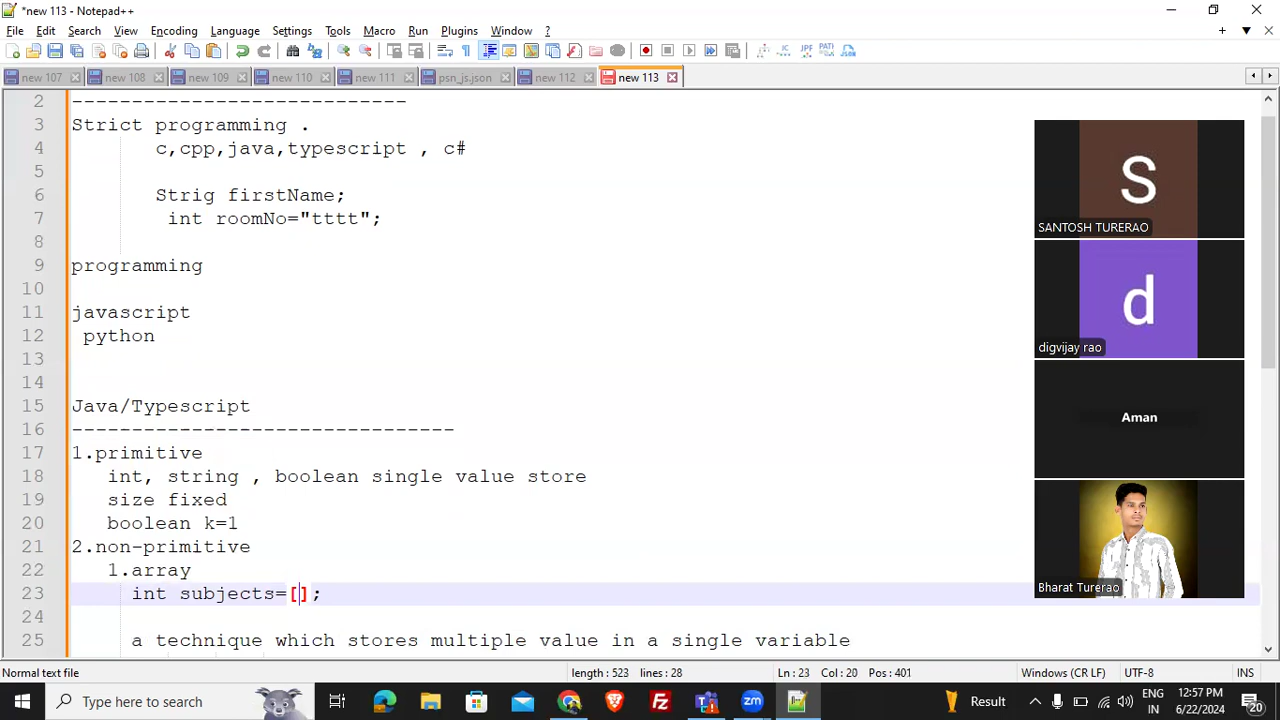 *new 113 - Notepad++
File Edit Search View Encoding Language Settings Tools Macro Run Plugins Window ?
new 107 new 108 new 109 new 110 new 111 psn_js.json new 112 new 113
2 ----------------------------
3 Strict programming .
4 c,cpp,java,typescript , c#
5
6 Strig firstName;
7 int roomNo="tttt";
8
9 programming
10
11 javascript
12 python
13
14
15 Java/Typescript
16 --------------------------------
17 1.primitive
18 int, string , boolean single value store
19 size fixed
20 boolean k=1
21 2.non-primitive
22 1.array
23 int subjects=[];
24
25 a technique which stores multiple value in a single variable
S
SANTOSH TURERAO
d
digvijay rao
Aman
Bharat Turerao
Normal text file length : 523 lines : 28 Ln : 23 Col : 20 Pos : 401 Windows (CR LF) UTF-8 INS
Type here to search
Result
ENG
IN
12:57 PM
6/22/2024
20